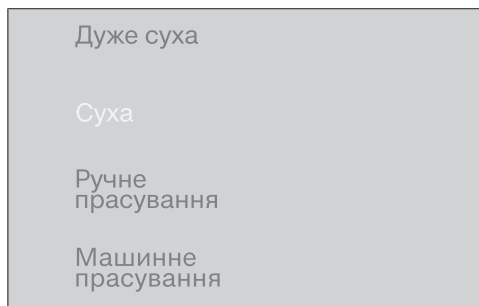 Дуже суха
Суха
Ручне
прасування
Машинне
прасування